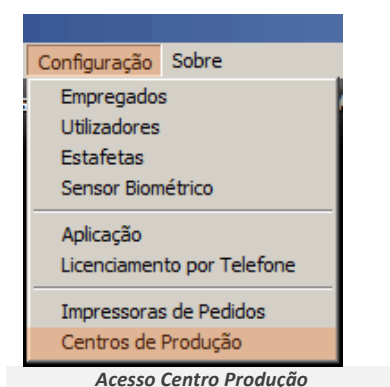 Configuração Sobre
Empregados
Utilizadores
Estafetas
Sensor Biométrico
Aplicação
Licenciamento por Telefone
Impressoras de Pedidos
Centros de Produção
Acesso Centro Produção